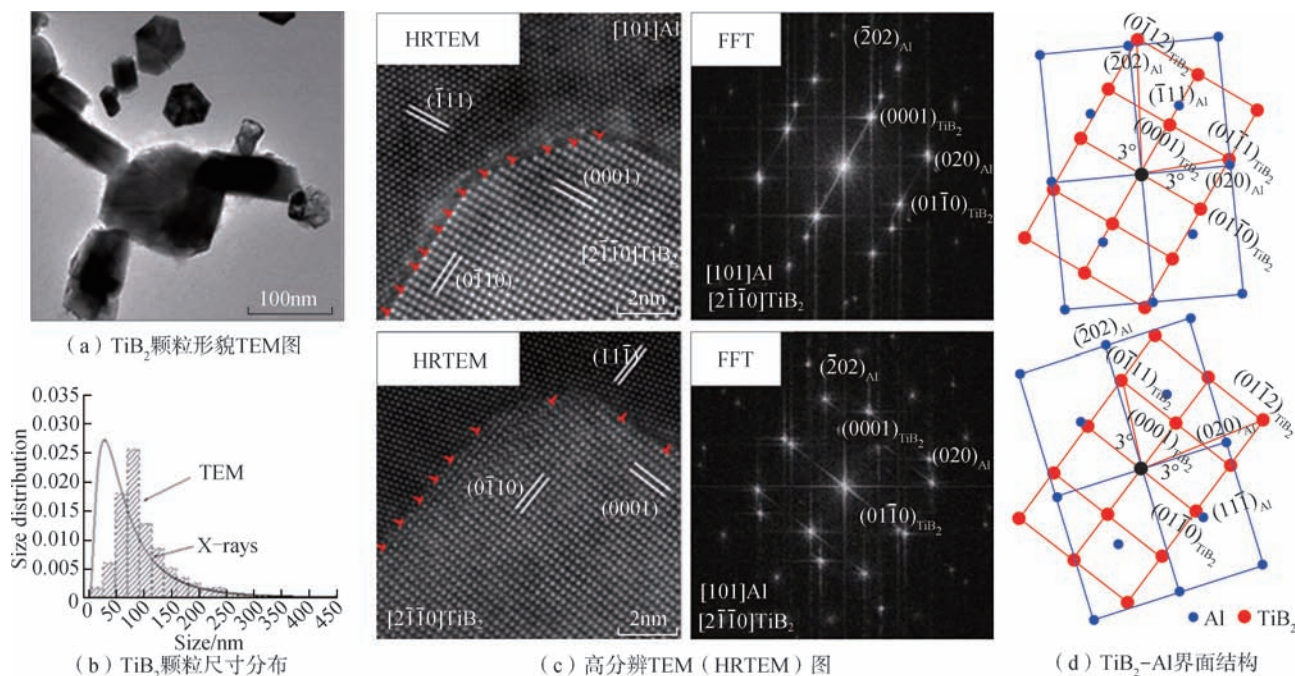 100nm
(a) TiB₂颗粒形貌TEM图
Size distribution
0.035
0.030
0.025
0.020
0.015
0.010
0.005
0
TEM
X-rays
0 50 100 150 200 250 300 350 400 450
Size/nm
(b) TiB₂颗粒尺寸分布
HRTEM
[101]Al
(1̄11)
(0001)
[21̄1̄0]TiB₂
(01̄10)
2nm
FFT
(2̄02)Al
(0001)TiB₂
(020)Al
(011̄0)TiB₂
[101]Al
[21̄1̄0]TiB₂
HRTEM
(111̄)
(01̄10)
(0001)
[21̄1̄0]TiB₂
2nm
FFT
(2̄02)Al
(0001)TiB₂
(020)Al
(011̄0)TiB₂
[101]Al
[21̄1̄0]TiB₂
(c) 高分辨TEM(HRTEM)图
(01̄12)TiB₂
(2̄02)Al
(1̄11)Al
(011̄1)TiB₂
(0001)TiB₂
3°
3°
(020)Al
(011̄0)TiB₂
(2̄02)Al
(01̄11)TiB₂
(011̄2)TiB₂
(020)Al
(0001)TiB₂
3°
3°
(111̄)Al
(011̄0)TiB₂
Al TiB₂
(d) TiB₂-Al界面结构